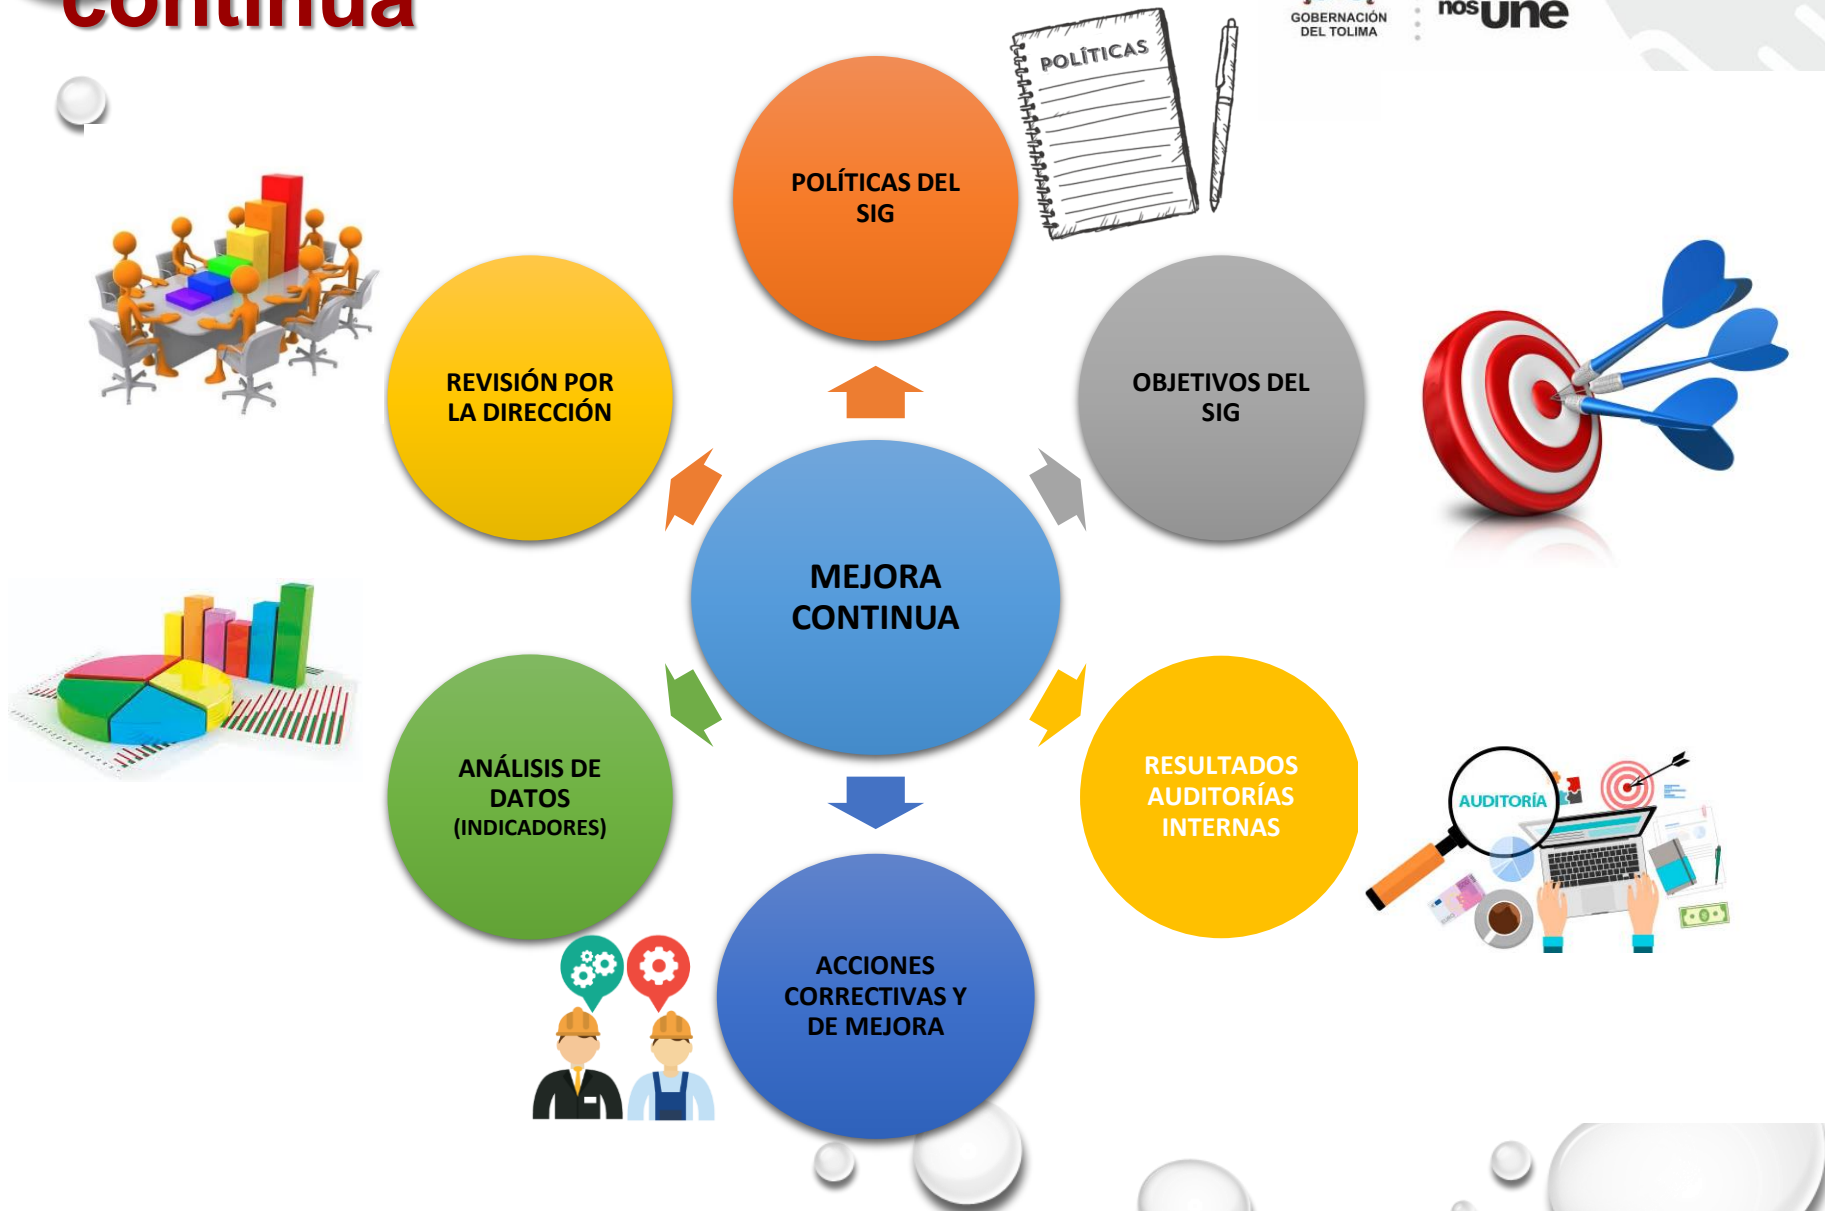 continua
GOBERNACIÓN
DEL TOLIMA
nos une
POLÍTICAS
POLÍTICAS DEL
SIG
REVISIÓN POR
LA DIRECCIÓN
OBJETIVOS DEL
SIG
MEJORA
CONTINUA
ANÁLISIS DE
DATOS
(INDICADORES)
RESULTADOS
AUDITORÍAS
INTERNAS
AUDITORÍA
ACCIONES
CORRECTIVAS Y
DE MEJORA